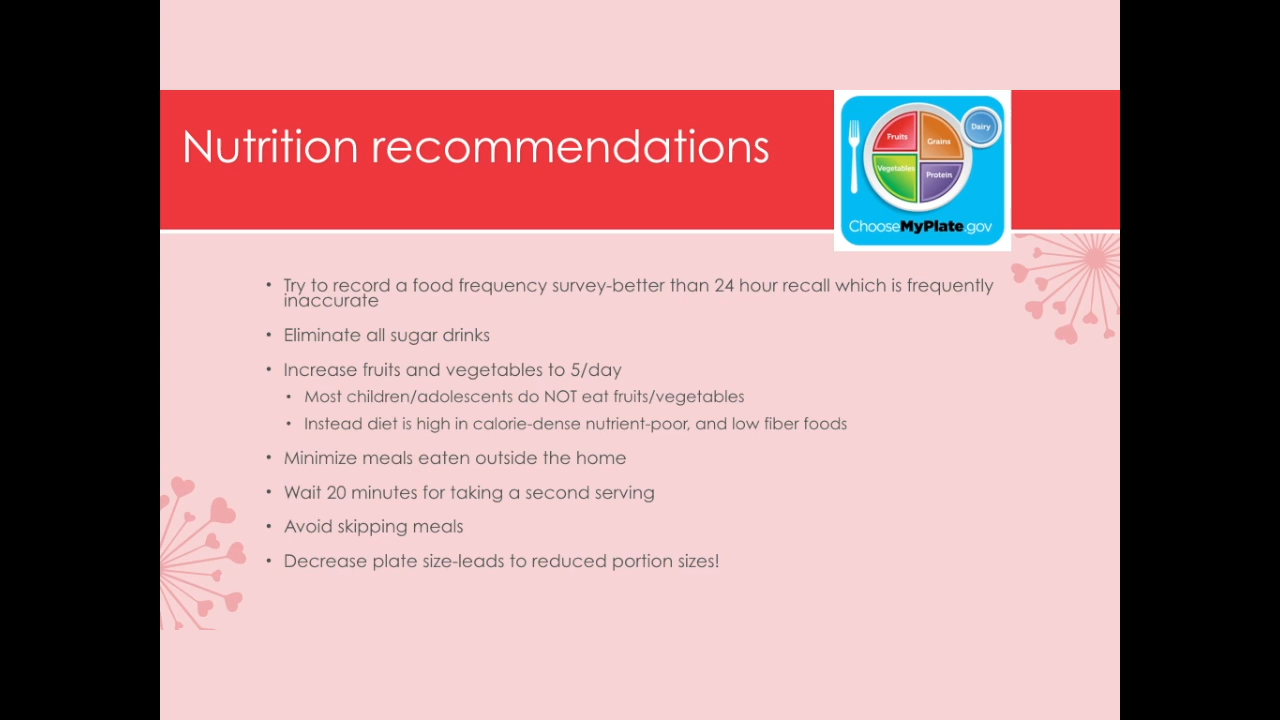 Nutrition recommendations
Fruits
Grains
Dairy
Vegetables
Protein
ChooseMyPlate.gov
• Try to record a food frequency survey-better than 24 hour recall which is frequently
inaccurate
• Eliminate all sugar drinks
• Increase fruits and vegetables to 5/day
• Most children/adolescents do NOT eat fruits/vegetables
• Instead diet is high in calorie-dense nutrient-poor, and low fiber foods
• Minimize meals eaten outside the home
• Wait 20 minutes for taking a second serving
• Avoid skipping meals
• Decrease plate size-leads to reduced portion sizes!